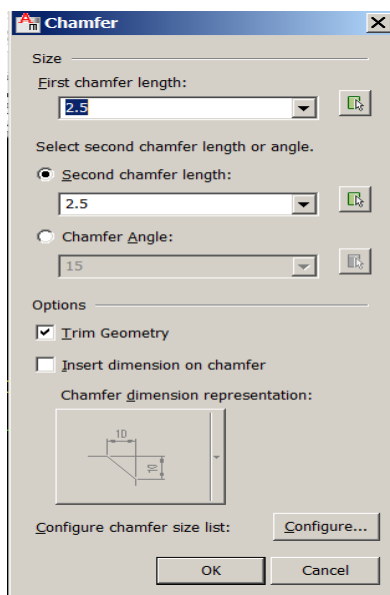 Chamfer
Size
First chamfer length:
2.5
Select second chamfer length or angle.
Second chamfer length:
2.5
Chamfer Angle:
15
Options
Trim Geometry
Insert dimension on chamfer
Chamfer dimension representation:
10
10
Configure chamfer size list:
Configure...
OK
Cancel